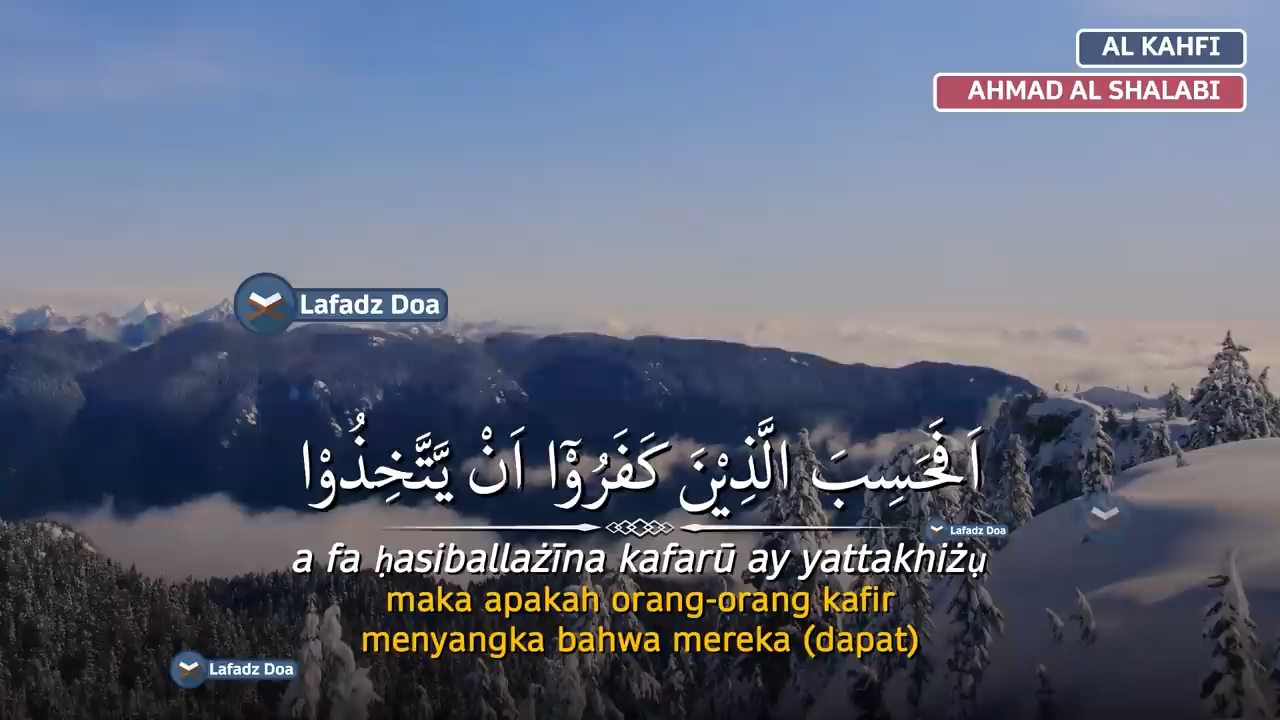 AL KAHFI
AHMAD AL SHALABI
Lafadz Doa
اَفَحَسِبَ الَّذِيْنَ كَفَرُوْٓا اَنْ يَّتَّخِذُوْا
Lafadz Doa
a fa ḥasiballażīna kafarū ay yattakhiżụ
maka apakah orang-orang kafir
menyangka bahwa mereka (dapat)
Lafadz Doa